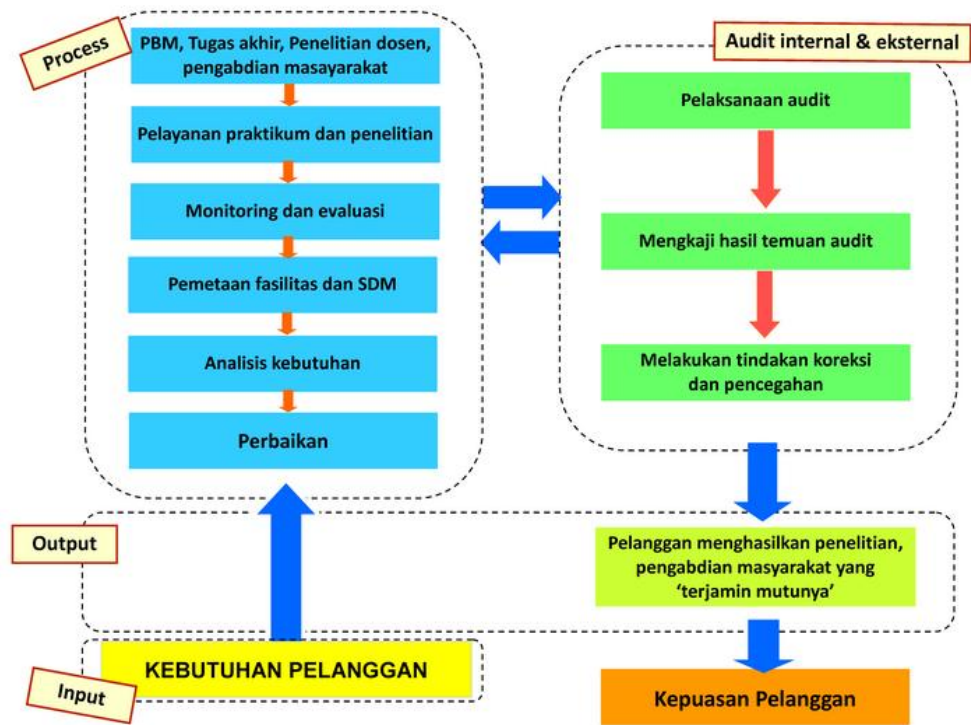 Process
PBM, Tugas akhir, Penelitian dosen,
pengabdian masayarakat
Pelayanan praktikum dan penelitian
Monitoring dan evaluasi
Pemetaan fasilitas dan SDM
Analisis kebutuhan
Perbaikan
Audit internal & eksternal
Pelaksanaan audit
Mengkaji hasil temuan audit
Melakukan tindakan koreksi
dan pencegahan
Output
Pelanggan menghasilkan penelitian,
pengabdian masyarakat yang
‘terjamin mutunya’
Input
KEBUTUHAN PELANGGAN
Kepuasan Pelanggan